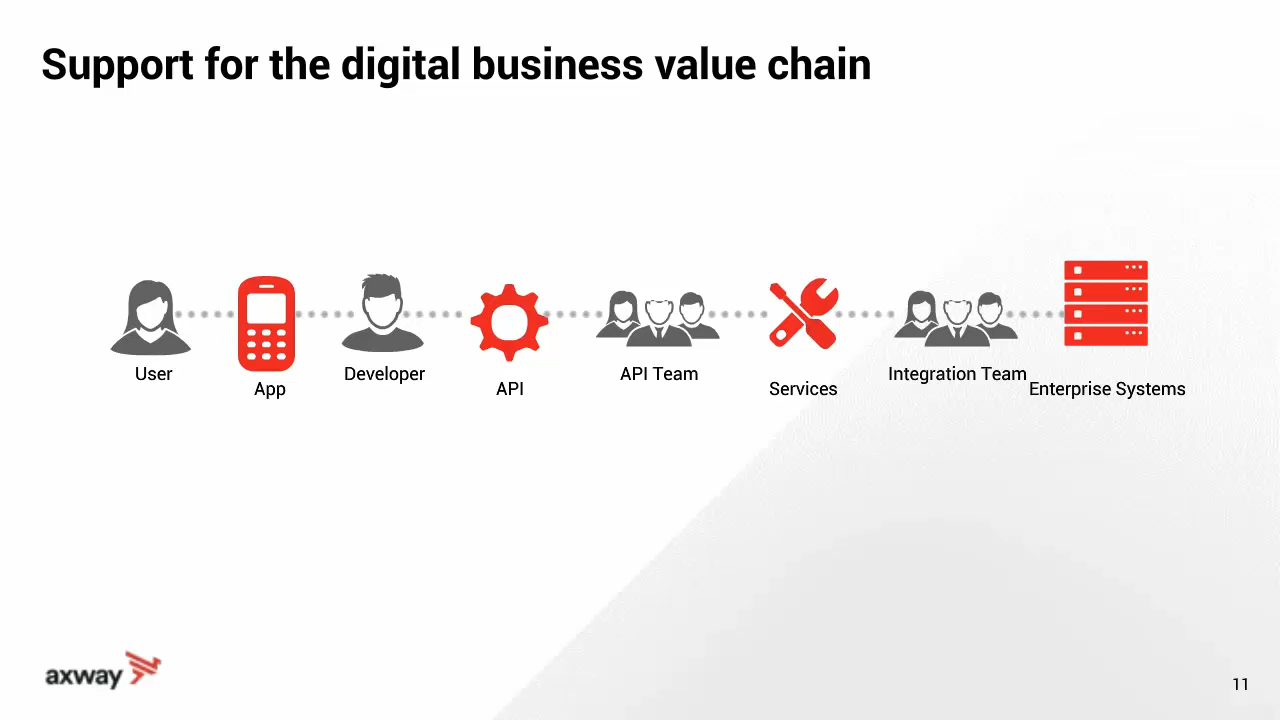 Support for the digital business value chain
User
App
Developer
API
API Team
Services
Integration Team
Enterprise Systems
axway
11